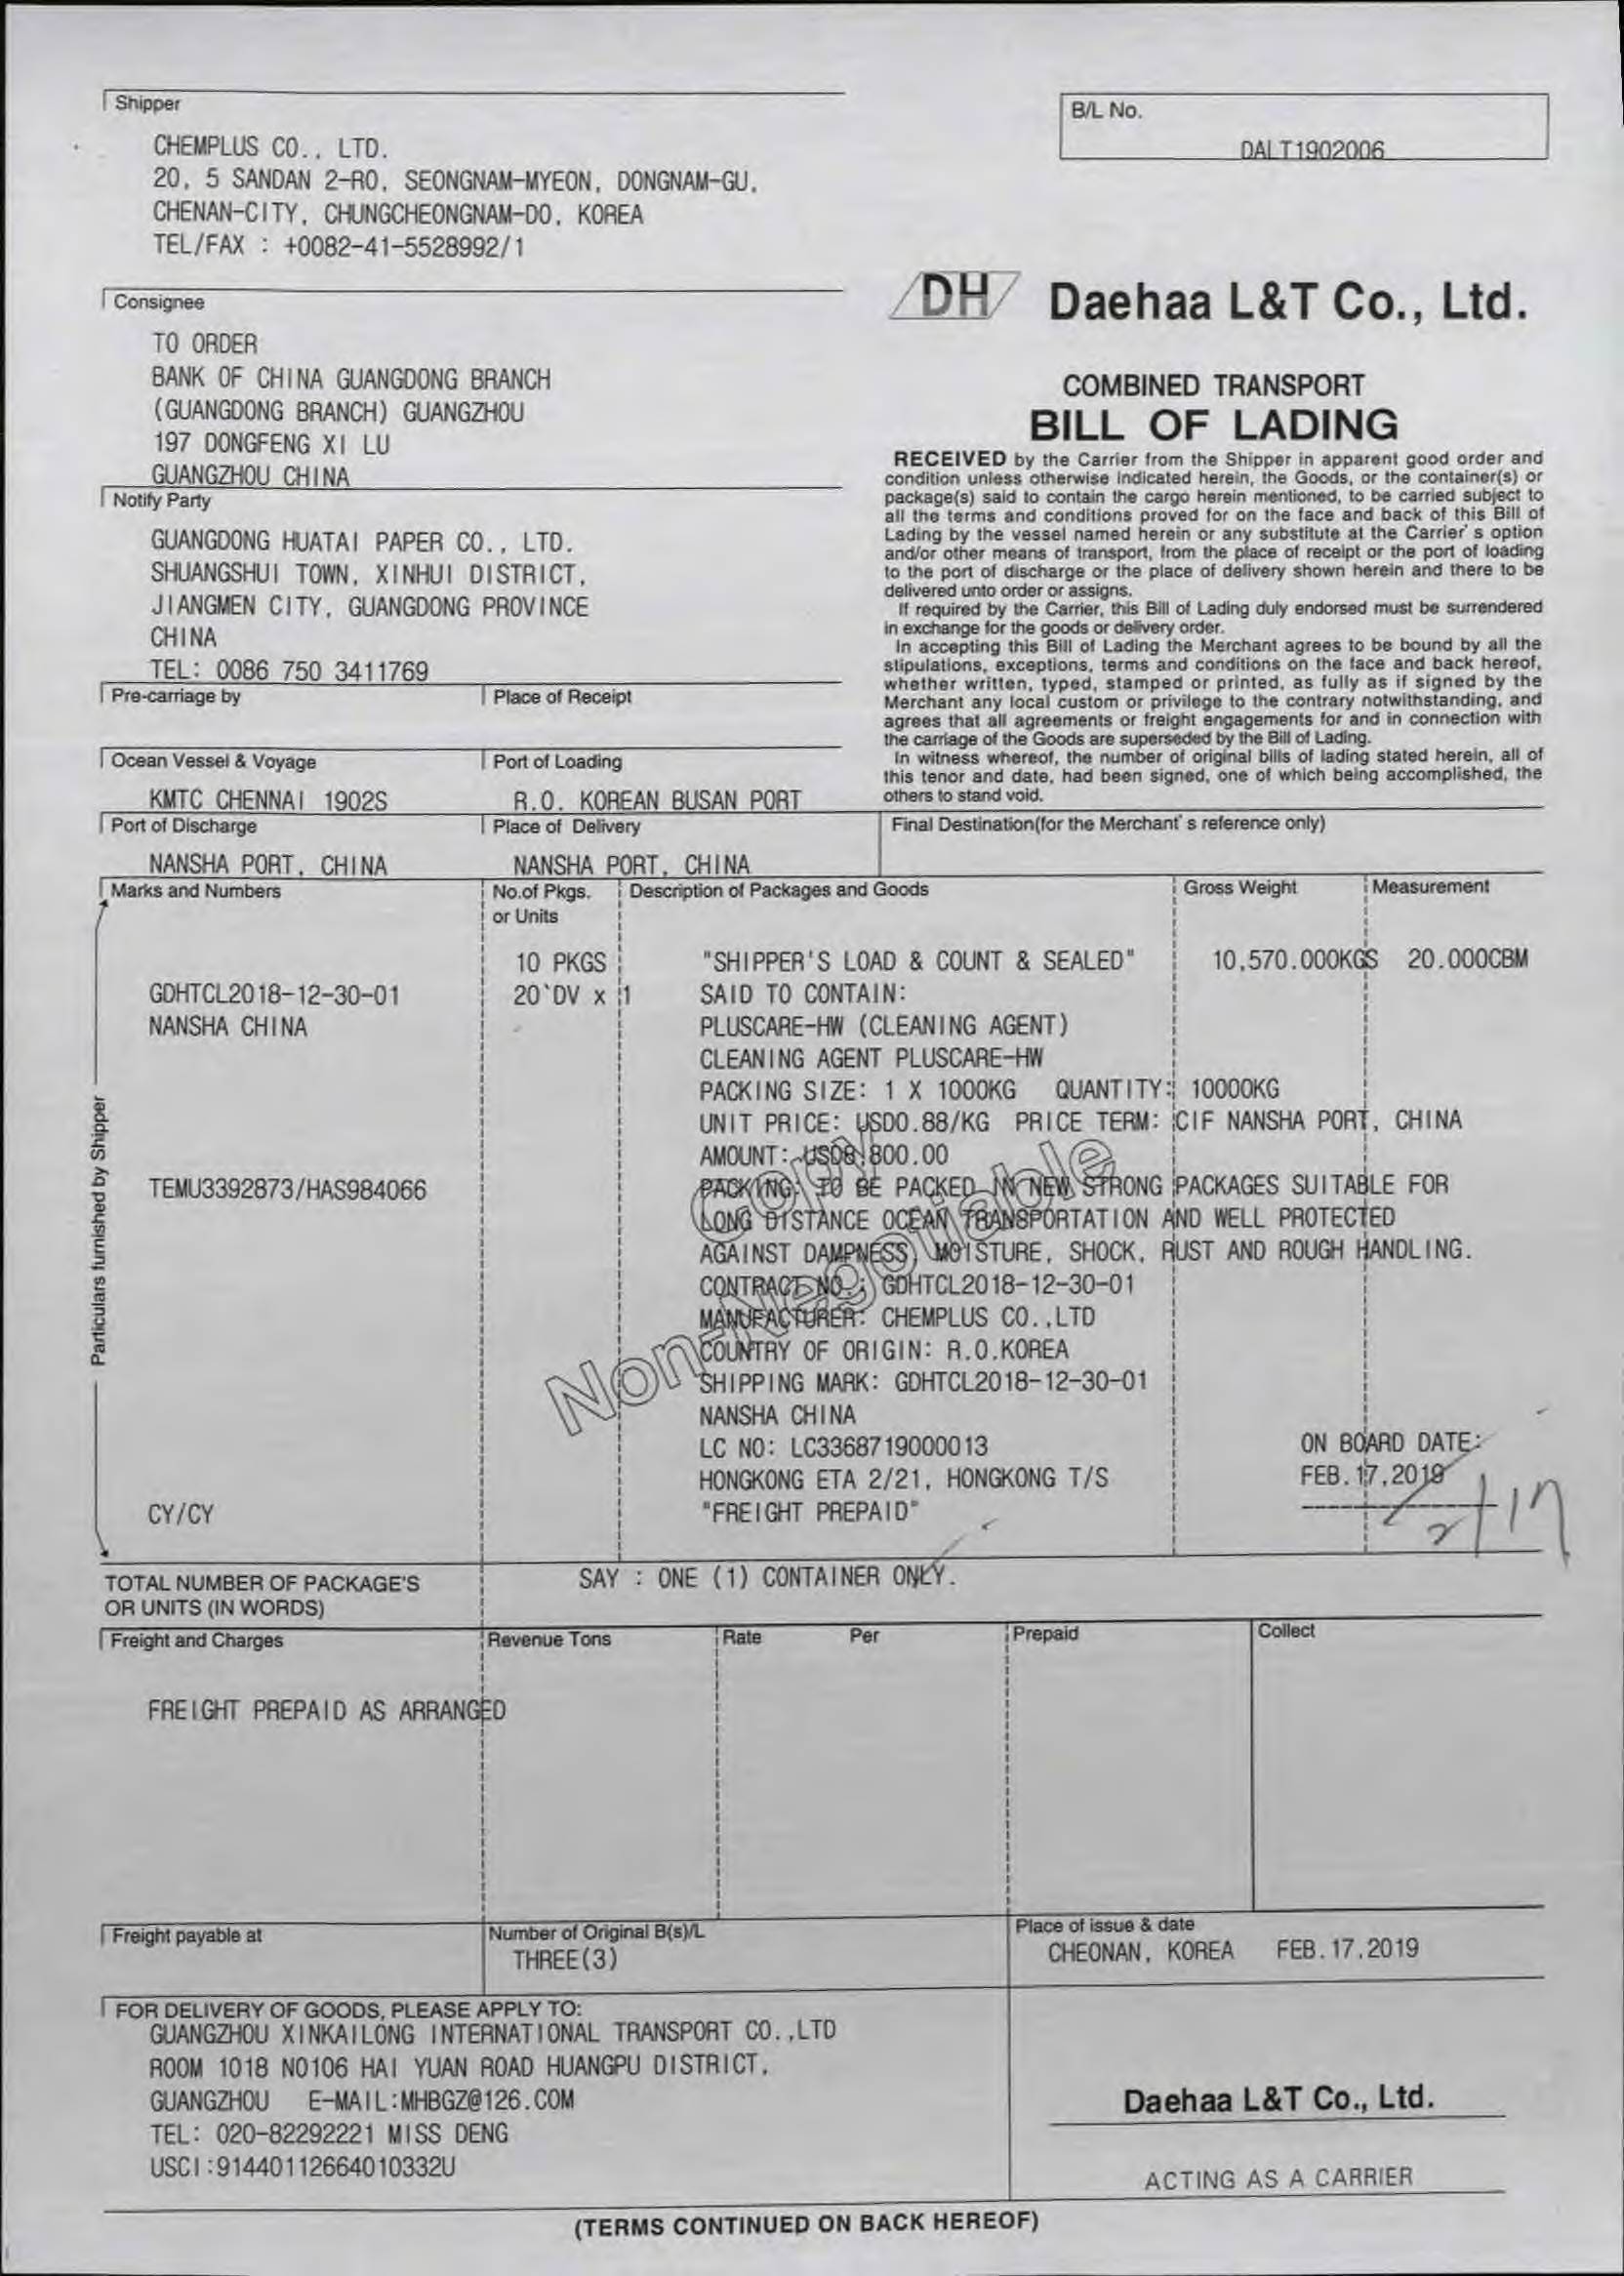 Shipper
CHEMPLUS CO., LTD.
20, 5 SANDAN 2-RO, SEONGNAM-MYEON, DONGNAM-GU,
CHENAN-CITY, CHUNGCHEONGNAM-DO, KOREA
TEL/FAX : +0082-41-5528992/1
B/L No.
DALT1902006
Consignee
TO ORDER
BANK OF CHINA GUANGDONG BRANCH
(GUANGDONG BRANCH) GUANGZHOU
197 DONGFENG XI LU
GUANGZHOU CHINA
Notify Party
GUANGDONG HUATAI PAPER CO., LTD.
SHUANGSHUI TOWN, XINHUI DISTRICT,
JIANGMEN CITY, GUANGDONG PROVINCE
CHINA
TEL: 0086 750 3411769
DH Daehaa L&T Co., Ltd.
COMBINED TRANSPORT
BILL OF LADING
RECEIVED by the Carrier from the Shipper in apparent good order and
condition unless otherwise indicated herein, the Goods, or the container(s) or
package(s) said to contain the cargo herein mentioned, to be carried subject to
all the terms and conditions proved for on the face and back of this Bill of
Lading by the vessel named herein or any substitute at the Carrier's option
and/or other means of transport, from the place of receipt or the port of loading
to the port of discharge or the place of delivery shown herein and there to be
delivered unto order or assigns.
If required by the Carrier, this Bill of Lading duly endorsed must be surrendered
in exchange for the goods or delivery order.
In accepting this Bill of Lading the Merchant agrees to be bound by all the
stipulations, exceptions, terms and conditions on the face and back hereof,
whether written, typed, stamped or printed, as fully as if signed by the
Merchant any local custom or privilege to the contrary notwithstanding, and
agrees that all agreements or freight engagements for and in connection with
the carriage of the Goods are superseded by the Bill of Lading.
In witness whereof, the number of original bills of lading stated herein, all of
this tenor and date, had been signed, one of which being accomplished, the
others to stand void.
Pre-carriage by
Place of Receipt
Ocean Vessel & Voyage
KMTC CHENNAI 1902S
Port of Loading
R.O. KOREAN BUSAN PORT
Port of Discharge
NANSHA PORT, CHINA
Place of Delivery
NANSHA PORT, CHINA
Final Destination(for the Merchant's reference only)
Marks and Numbers
No.of Pkgs.
or Units
Description of Packages and Goods
Gross Weight
Measurement
Particulars furnished by Shipper
10 PKGS "SHIPPER'S LOAD & COUNT & SEALED" 10,570.000KGS 20.000CBM
GDHTCL2018-12-30-01 20`DV x 1 SAID TO CONTAIN:
NANSHA CHINA PLUSCARE-HW (CLEANING AGENT)
CLEANING AGENT PLUSCARE-HW
PACKING SIZE: 1 X 1000KG QUANTITY: 10000KG
UNIT PRICE: USD0.88/KG PRICE TERM: CIF NANSHA PORT, CHINA
AMOUNT: USD8,800.00
TEMU3392873/HAS984066 PACKING: TO BE PACKED IN NEW STRONG PACKAGES SUITABLE FOR
LONG DISTANCE OCEAN TRANSPORTATION AND WELL PROTECTED
AGAINST DAMPNESS, MOISTURE, SHOCK, RUST AND ROUGH HANDLING.
CONTRACT NO.: GDHTCL2018-12-30-01
MANUFACTURER: CHEMPLUS CO.,LTD
COUNTRY OF ORIGIN: R.O.KOREA
SHIPPING MARK: GDHTCL2018-12-30-01
NANSHA CHINA
LC NO: LC3368719000013 ON BOARD DATE:
HONGKONG ETA 2/21, HONGKONG T/S FEB.17,2019
CY/CY "FREIGHT PREPAID"
2/17
Copy
Non-Negotiable
TOTAL NUMBER OF PACKAGE'S
OR UNITS (IN WORDS)
SAY : ONE (1) CONTAINER ONLY.
Freight and Charges
Revenue Tons
Rate
Per
Prepaid
Collect
FREIGHT PREPAID AS ARRANGED
Freight payable at
Number of Original B(s)/L
THREE(3)
Place of issue & date
CHEONAN, KOREA FEB.17,2019
FOR DELIVERY OF GOODS, PLEASE APPLY TO:
GUANGZHOU XINKAILONG INTERNATIONAL TRANSPORT CO.,LTD
ROOM 1018 NO106 HAI YUAN ROAD HUANGPU DISTRICT,
GUANGZHOU E-MAIL:MHBGZ@126.COM
TEL: 020-82292221 MISS DENG
USCI:91440112664010332U
Daehaa L&T Co., Ltd.
ACTING AS A CARRIER
(TERMS CONTINUED ON BACK HEREOF)